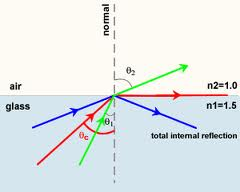 normal
θ2
air
n2=1.0
glass
n1=1.5
θ1
θc
total internal reflection